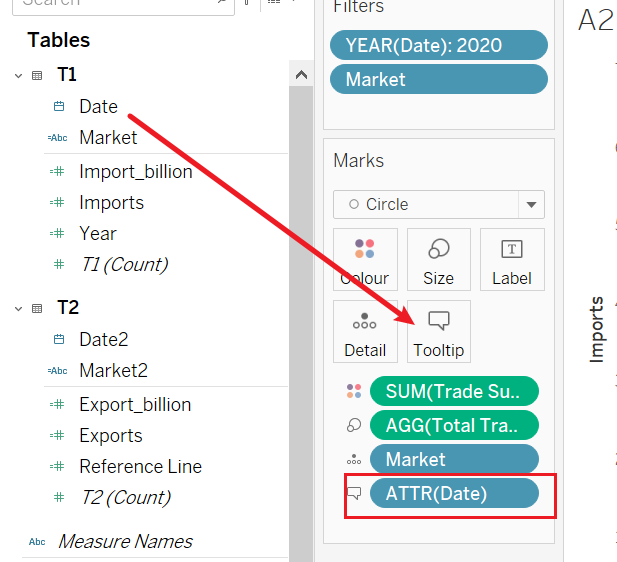 Search
Tables
T1
Date
Abc Market
Import_billion
Imports
Year
T1 (Count)
T2
Date2
Abc Market2
Export_billion
Exports
Reference Line
T2 (Count)
Abc Measure Names
Filters
YEAR(Date): 2020
Market
Marks
Circle
Colour Size Label
Detail Tooltip
SUM(Trade Su..
AGG(Total Tra..
Market
ATTR(Date)
A2
Imports